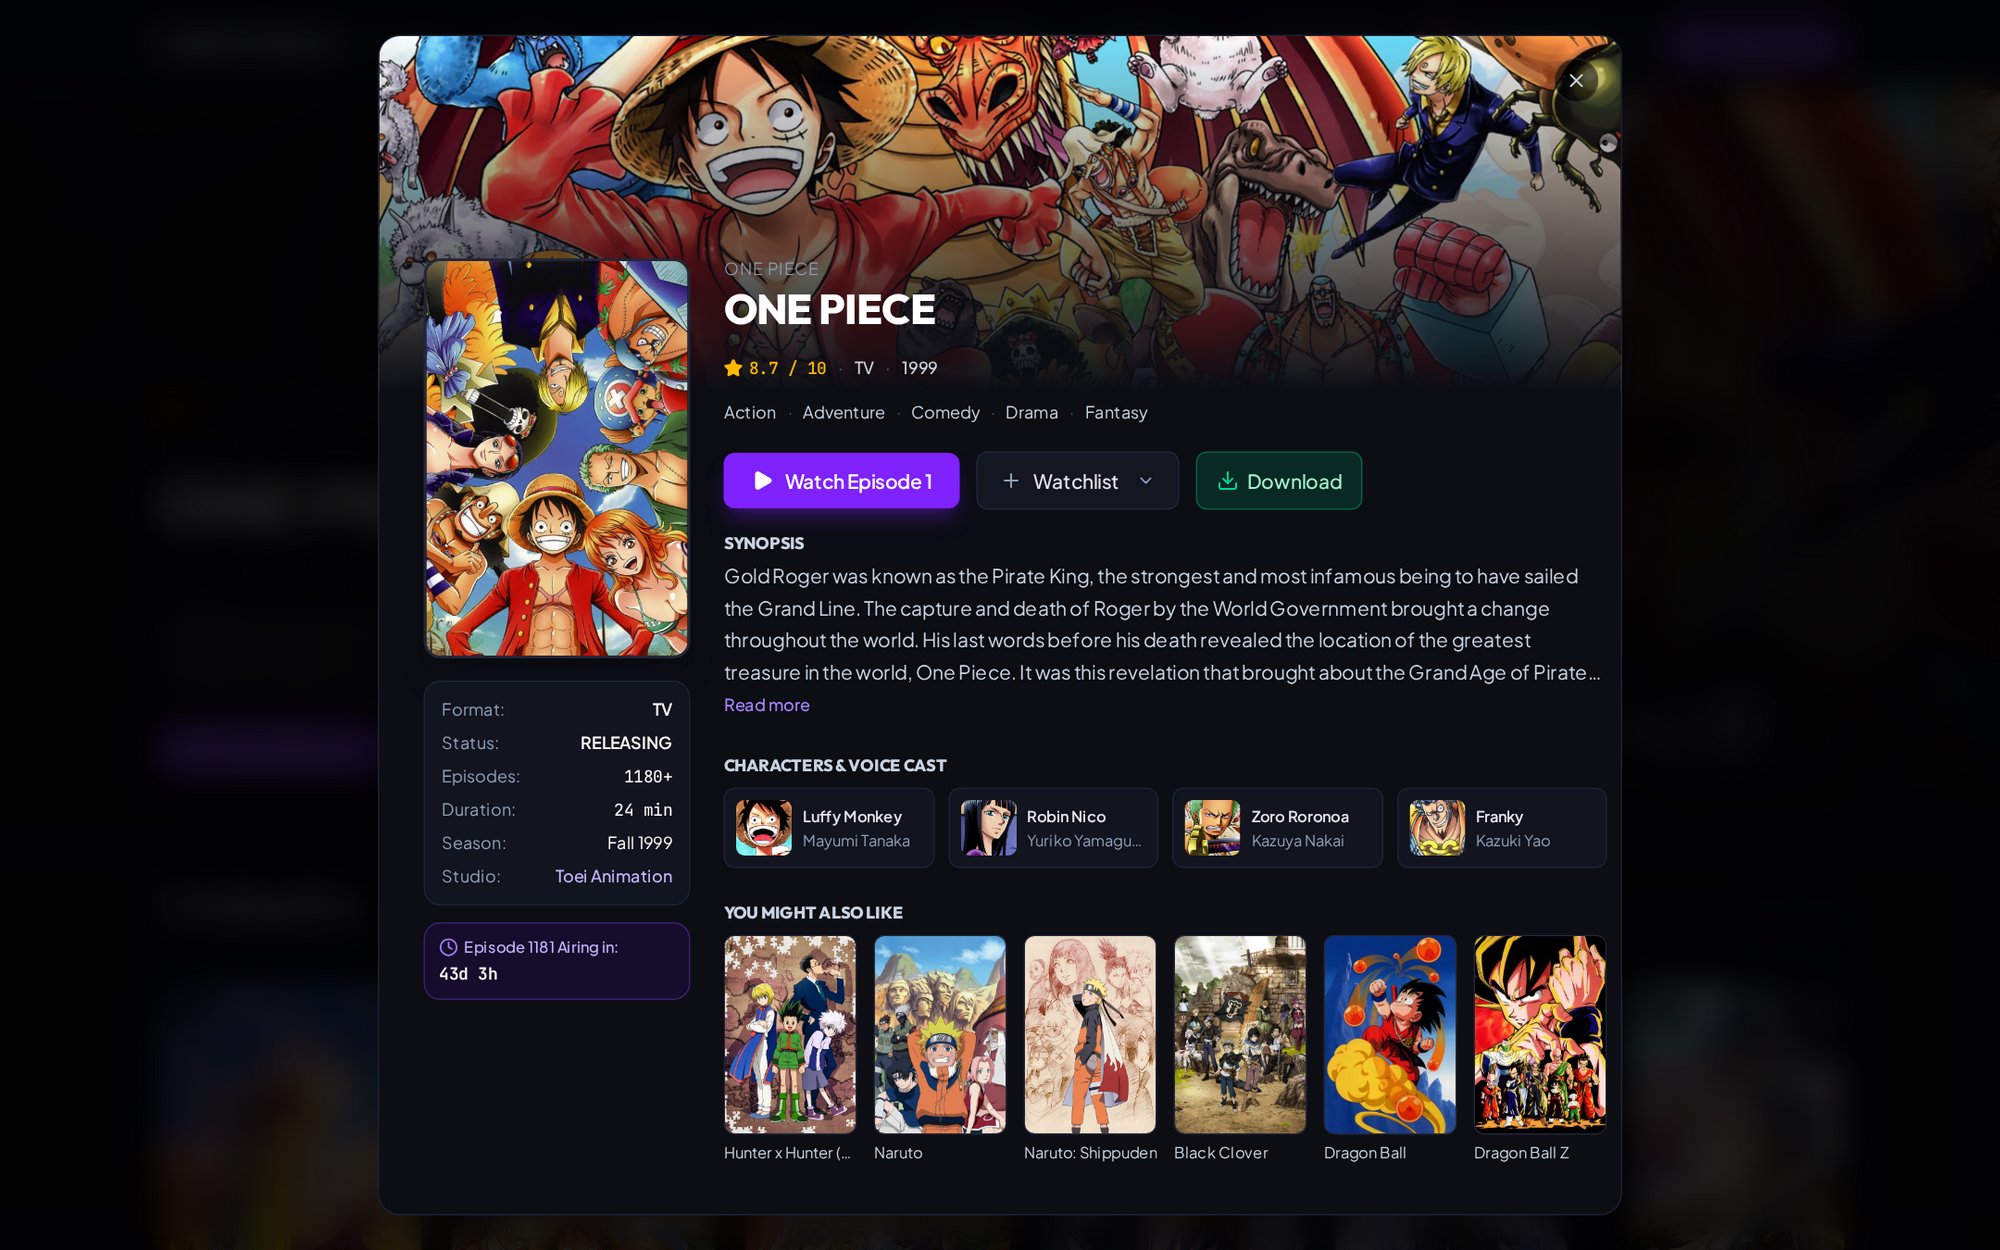 ONE PIECE
ONE PIECE
8.7 / 10 · TV · 1999
Action · Adventure · Comedy · Drama · Fantasy
Watch Episode 1
Watchlist
Download
SYNOPSIS
Gold Roger was known as the Pirate King, the strongest and most infamous being to have sailed
the Grand Line. The capture and death of Roger by the World Government brought a change
throughout the world. His last words before his death revealed the location of the greatest
treasure in the world, One Piece. It was this revelation that brought about the Grand Age of Pirate…
Read more
Format: TV
Status: RELEASING
Episodes: 1180+
Duration: 24 min
Season: Fall 1999
Studio: Toei Animation
Episode 1181 Airing in:
43d 3h
CHARACTERS & VOICE CAST
Luffy Monkey
Mayumi Tanaka
Robin Nico
Yuriko Yamagu…
Zoro Roronoa
Kazuya Nakai
Franky
Kazuki Yao
YOU MIGHT ALSO LIKE
Hunter x Hunter (…
Naruto
Naruto: Shippuden
Black Clover
Dragon Ball
Dragon Ball Z